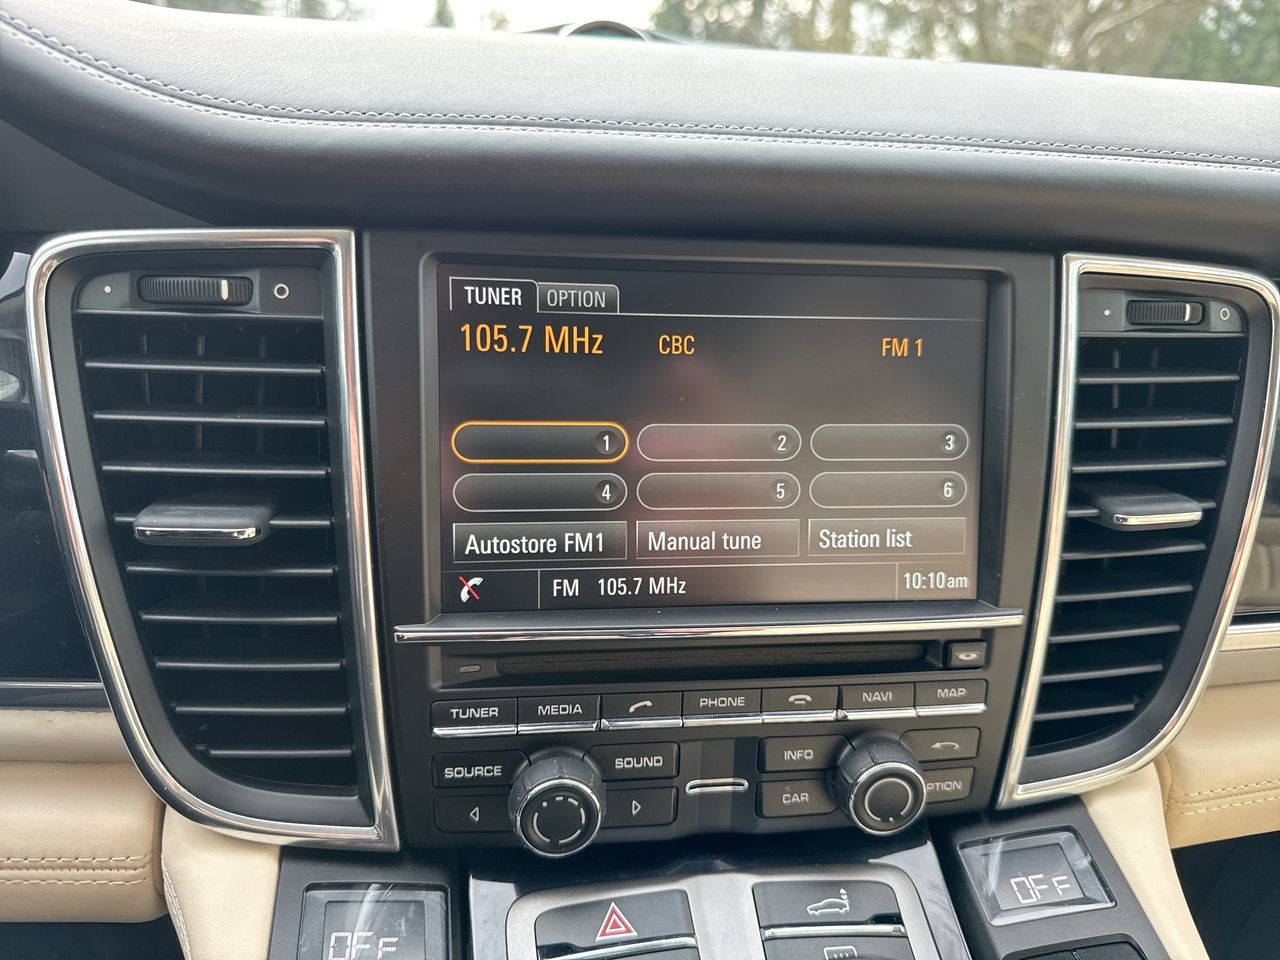 TUNER OPTION
105.7 MHz CBC FM 1
1 2 3
4 5 6
Autostore FM1 Manual tune Station list
FM 105.7 MHz 10:10am
TUNER MEDIA PHONE NAVI MAP
SOURCE SOUND INFO
CAR OPTION
OFF
OFF